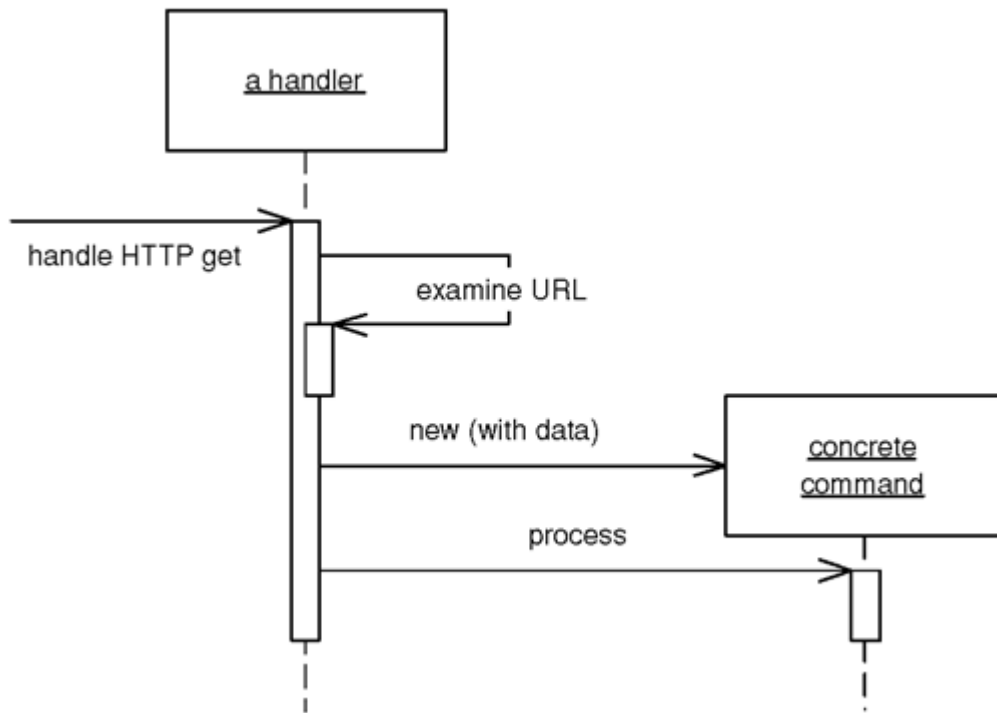 a handler
handle HTTP get
examine URL
new (with data)
concrete
command
process